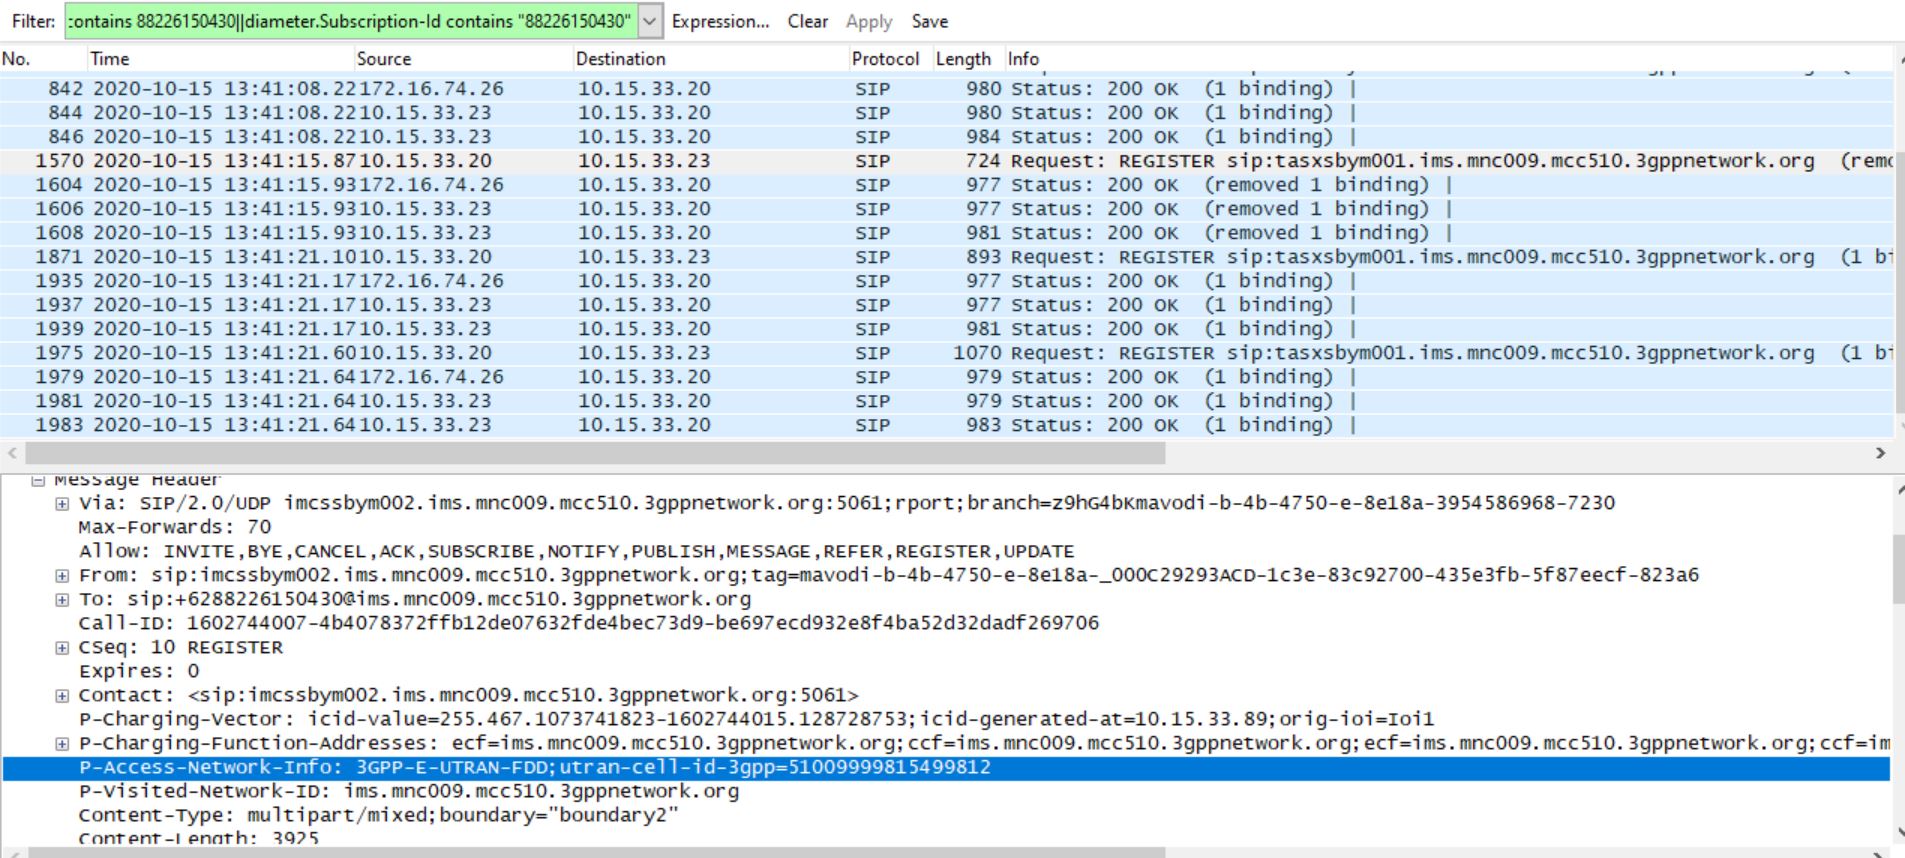 Filter: :ontains 88226150430||diameter.Subscription-Id contains "88226150430" Expression... Clear Apply Save
No. Time Source Destination Protocol Length Info
842 2020-10-15 13:41:08.22 172.16.74.26 10.15.33.20 SIP 980 Status: 200 OK (1 binding) |
844 2020-10-15 13:41:08.22 10.15.33.23 10.15.33.20 SIP 980 Status: 200 OK (1 binding) |
846 2020-10-15 13:41:08.22 10.15.33.23 10.15.33.20 SIP 984 Status: 200 OK (1 binding) |
1570 2020-10-15 13:41:15.87 10.15.33.20 10.15.33.23 SIP 724 Request: REGISTER sip:tasxsbym001.ims.mnc009.mcc510.3gppnetwork.org (remo
1604 2020-10-15 13:41:15.93 172.16.74.26 10.15.33.20 SIP 977 Status: 200 OK (removed 1 binding) |
1606 2020-10-15 13:41:15.93 10.15.33.23 10.15.33.20 SIP 977 Status: 200 OK (removed 1 binding) |
1608 2020-10-15 13:41:15.93 10.15.33.23 10.15.33.20 SIP 981 Status: 200 OK (removed 1 binding) |
1871 2020-10-15 13:41:21.10 10.15.33.20 10.15.33.23 SIP 893 Request: REGISTER sip:tasxsbym001.ims.mnc009.mcc510.3gppnetwork.org (1 bi
1935 2020-10-15 13:41:21.17 172.16.74.26 10.15.33.20 SIP 977 Status: 200 OK (1 binding) |
1937 2020-10-15 13:41:21.17 10.15.33.23 10.15.33.20 SIP 977 Status: 200 OK (1 binding) |
1939 2020-10-15 13:41:21.17 10.15.33.23 10.15.33.20 SIP 981 Status: 200 OK (1 binding) |
1975 2020-10-15 13:41:21.60 10.15.33.20 10.15.33.23 SIP 1070 Request: REGISTER sip:tasxsbym001.ims.mnc009.mcc510.3gppnetwork.org (1 bi
1979 2020-10-15 13:41:21.64 172.16.74.26 10.15.33.20 SIP 979 Status: 200 OK (1 binding) |
1981 2020-10-15 13:41:21.64 10.15.33.23 10.15.33.20 SIP 979 Status: 200 OK (1 binding) |
1983 2020-10-15 13:41:21.64 10.15.33.23 10.15.33.20 SIP 983 Status: 200 OK (1 binding) |
Message Header
Via: SIP/2.0/UDP imcssbym002.ims.mnc009.mcc510.3gppnetwork.org:5061;rport;branch=z9hG4bKmavodi-b-4b-4750-e-8e18a-3954586968-7230
Max-Forwards: 70
Allow: INVITE,BYE,CANCEL,ACK,SUBSCRIBE,NOTIFY,PUBLISH,MESSAGE,REFER,REGISTER,UPDATE
From: sip:imcssbym002.ims.mnc009.mcc510.3gppnetwork.org;tag=mavodi-b-4b-4750-e-8e18a-_000C29293ACD-1c3e-83c92700-435e3fb-5f87eecf-823a6
To: sip:+6288226150430@ims.mnc009.mcc510.3gppnetwork.org
Call-ID: 1602744007-4b4078372ffb12de07632fde4bec73d9-be697ecd932e8f4ba52d32dadf269706
CSeq: 10 REGISTER
Expires: 0
Contact: <sip:imcssbym002.ims.mnc009.mcc510.3gppnetwork.org:5061>
P-Charging-Vector: icid-value=255.467.1073741823-1602744015.128728753;icid-generated-at=10.15.33.89;orig-ioi=Ioi1
P-Charging-Function-Addresses: ecf=ims.mnc009.mcc510.3gppnetwork.org;ccf=ims.mnc009.mcc510.3gppnetwork.org;ecf=ims.mnc009.mcc510.3gppnetwork.org;ccf=im
P-Access-Network-Info: 3GPP-E-UTRAN-FDD;utran-cell-id-3gpp=51009999815499812
P-Visited-Network-ID: ims.mnc009.mcc510.3gppnetwork.org
Content-Type: multipart/mixed;boundary="boundary2"
Content-Length: 3925